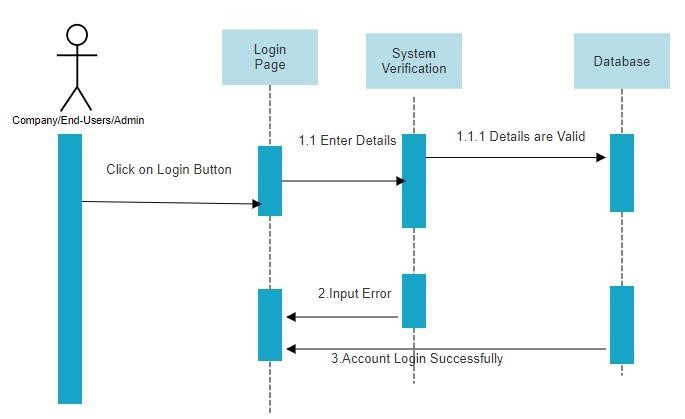 Login
Page
System
Verification
Database
Company/End-Users/Admin
1.1 Enter Details
1.1.1 Details are Valid
Click on Login Button
2.Input Error
3.Account Login Successfully